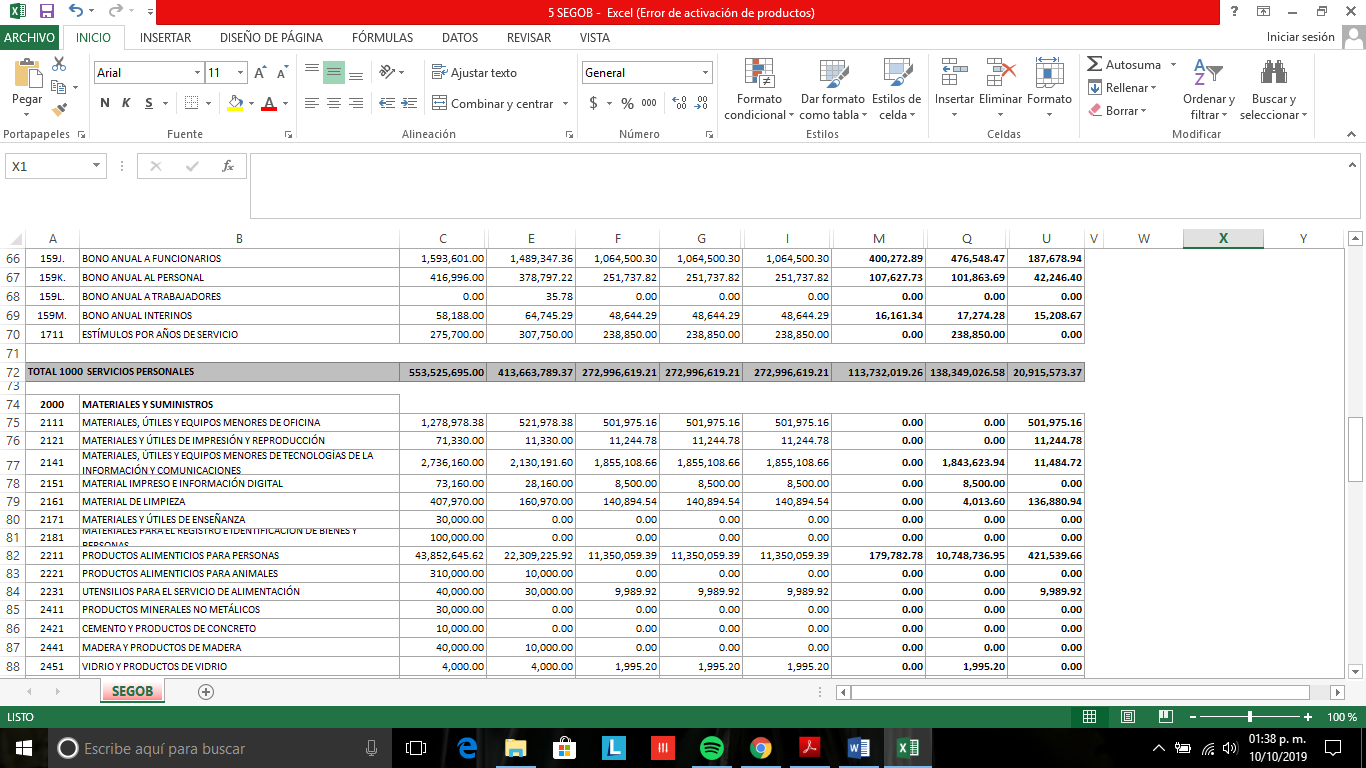 5 SEGOB - Excel (Error de activación de productos)
ARCHIVO INICIO INSERTAR DISEÑO DE PÁGINA FÓRMULAS DATOS REVISAR VISTA Iniciar sesión
Arial 11 Ajustar texto General Autosuma
Rellenar
Pegar N K S A Combinar y centrar $ % 000 Formato condicional Dar formato como tabla Estilos de celda Insertar Eliminar Formato Borrar Ordenar y filtrar Buscar y seleccionar
Portapapeles Fuente Alineación Número Estilos Celdas Modificar
X1 fx
A B C E F G I M Q U V W X Y
66 159J. BONO ANUAL A FUNCIONARIOS 1,593,601.00 1,489,347.36 1,064,500.30 1,064,500.30 1,064,500.30 400,272.89 476,548.47 187,678.94
67 159K. BONO ANUAL AL PERSONAL 416,996.00 378,797.22 251,737.82 251,737.82 251,737.82 107,627.73 101,863.69 42,246.40
68 159L. BONO ANUAL A TRABAJADORES 0.00 35.78 0.00 0.00 0.00 0.00 0.00 0.00
69 159M. BONO ANUAL INTERINOS 58,188.00 64,745.29 48,644.29 48,644.29 48,644.29 16,161.34 17,274.28 15,208.67
70 1711 ESTÍMULOS POR AÑOS DE SERVICIO 275,700.00 307,750.00 238,850.00 238,850.00 238,850.00 0.00 238,850.00 0.00
71
72 TOTAL 1000 SERVICIOS PERSONALES 553,525,695.00 413,663,789.37 272,996,619.21 272,996,619.21 272,996,619.21 113,732,019.26 138,349,026.58 20,915,573.37
73
74 2000 MATERIALES Y SUMINISTROS
75 2111 MATERIALES, ÚTILES Y EQUIPOS MENORES DE OFICINA 1,278,978.38 521,978.38 501,975.16 501,975.16 501,975.16 0.00 0.00 501,975.16
76 2121 MATERIALES Y ÚTILES DE IMPRESIÓN Y REPRODUCCIÓN 71,330.00 11,330.00 11,244.78 11,244.78 11,244.78 0.00 0.00 11,244.78
77 2141 MATERIALES, ÚTILES Y EQUIPOS MENORES DE TECNOLOGÍAS DE LA INFORMACIÓN Y COMUNICACIONES 2,736,160.00 2,130,191.60 1,855,108.66 1,855,108.66 1,855,108.66 0.00 1,843,623.94 11,484.72
78 2151 MATERIAL IMPRESO E INFORMACIÓN DIGITAL 73,160.00 28,160.00 8,500.00 8,500.00 8,500.00 0.00 8,500.00 0.00
79 2161 MATERIAL DE LIMPIEZA 407,970.00 160,970.00 140,894.54 140,894.54 140,894.54 0.00 4,013.60 136,880.94
80 2171 MATERIALES Y ÚTILES DE ENSEÑANZA 30,000.00 0.00 0.00 0.00 0.00 0.00 0.00 0.00
81 2181 MATERIALES PARA EL REGISTRO E IDENTIFICACIÓN DE BIENES Y PERSONAS 100,000.00 0.00 0.00 0.00 0.00 0.00 0.00 0.00
82 2211 PRODUCTOS ALIMENTICIOS PARA PERSONAS 43,852,645.62 22,309,225.92 11,350,059.39 11,350,059.39 11,350,059.39 179,782.78 10,748,736.95 421,539.66
83 2221 PRODUCTOS ALIMENTICIOS PARA ANIMALES 310,000.00 10,000.00 0.00 0.00 0.00 0.00 0.00 0.00
84 2231 UTENSILIOS PARA EL SERVICIO DE ALIMENTACIÓN 40,000.00 30,000.00 9,989.92 9,989.92 9,989.92 0.00 0.00 9,989.92
85 2411 PRODUCTOS MINERALES NO METÁLICOS 30,000.00 0.00 0.00 0.00 0.00 0.00 0.00 0.00
86 2421 CEMENTO Y PRODUCTOS DE CONCRETO 10,000.00 0.00 0.00 0.00 0.00 0.00 0.00 0.00
87 2441 MADERA Y PRODUCTOS DE MADERA 40,000.00 10,000.00 0.00 0.00 0.00 0.00 0.00 0.00
88 2451 VIDRIO Y PRODUCTOS DE VIDRIO 4,000.00 4,000.00 1,995.20 1,995.20 1,995.20 0.00 1,995.20 0.00
SEGOB
LISTO 100 %
Escribe aquí para buscar 01:38 p. m.
10/10/2019